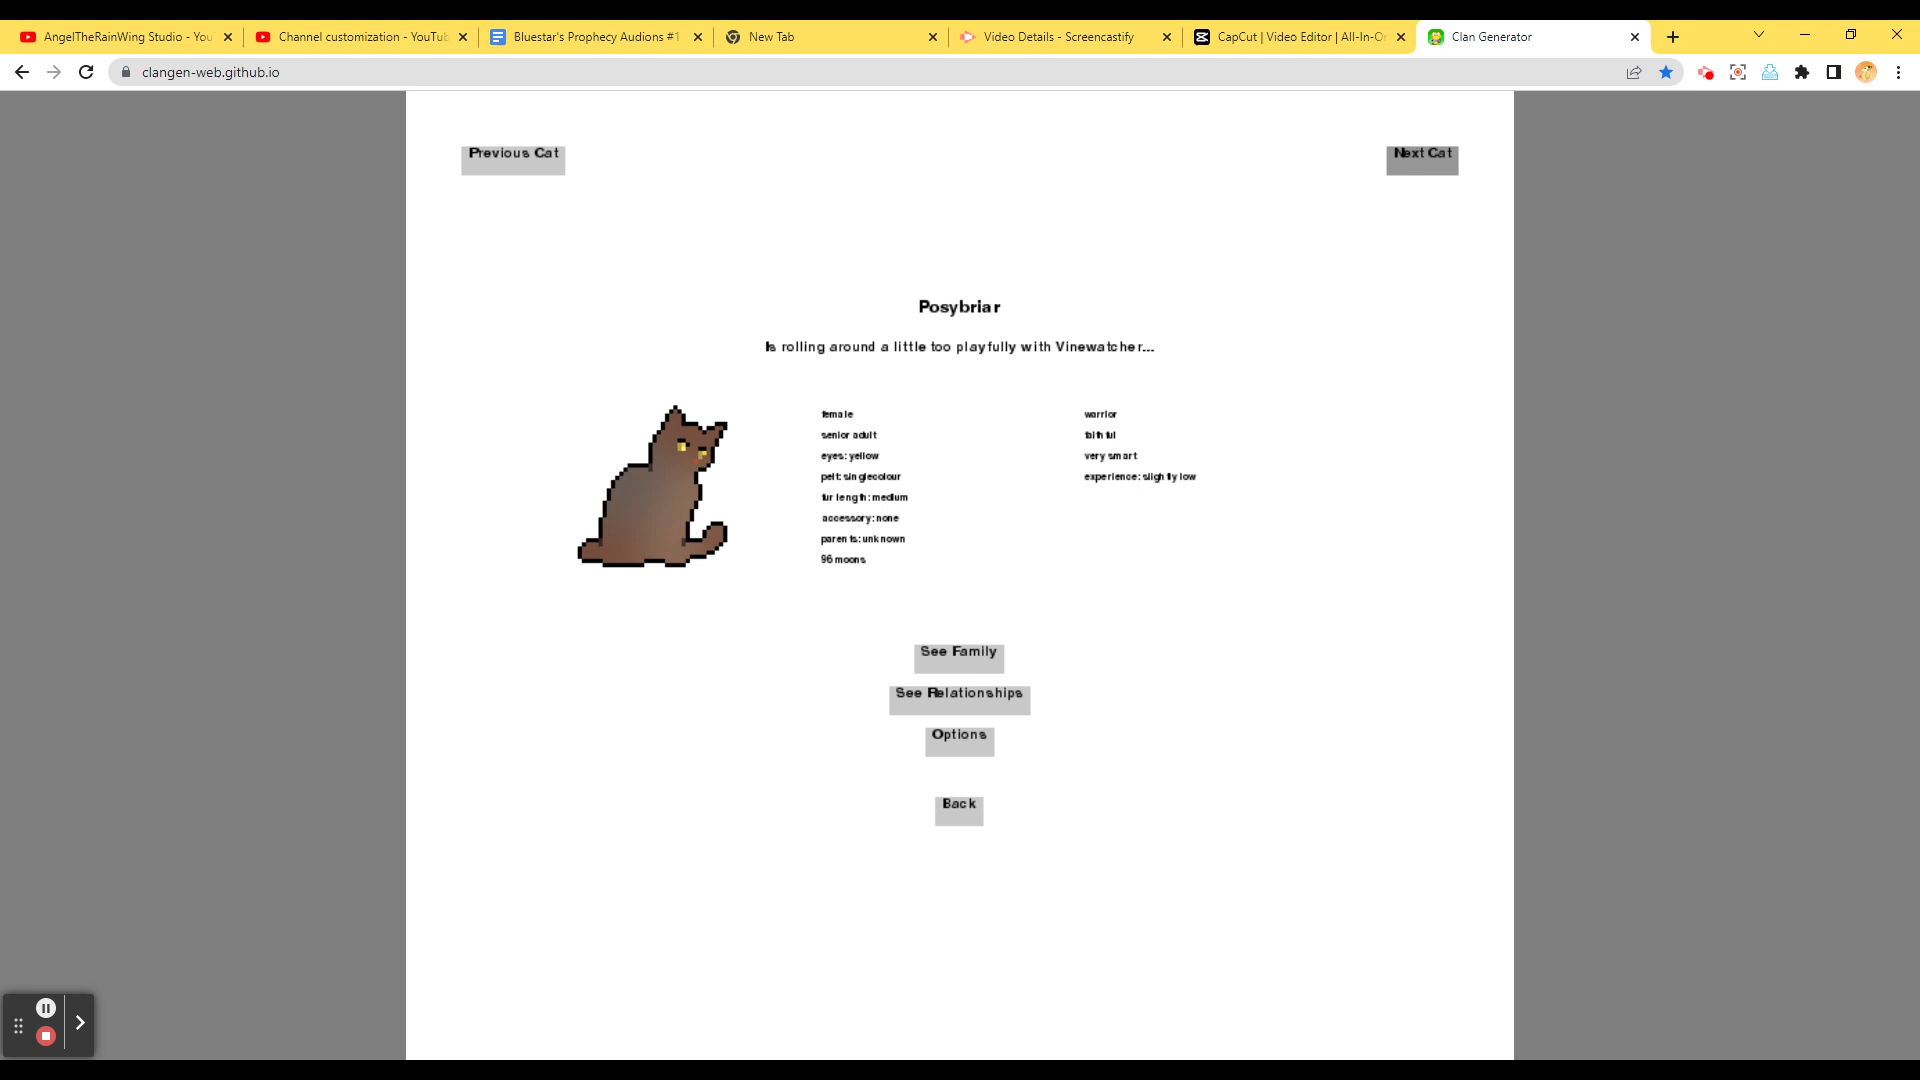 AngelTheRainWing Studio - You
Channel customization - YouTub
Bluestar's Prophecy Audions #1
New Tab
Video Details - Screencastify
CapCut | Video Editor | All-In-On
Clan Generator
clangen-web.github.io
Previous Cat
Next Cat
Posybriar
Is rolling around a little too playfully with Vinewatcher...
female
senior adult
eyes: yellow
pelt: singlecolour
fur length: medium
accessory: none
parents: unknown
96 moons
warrior
faithful
very smart
experience: slightly low
See Family
See Relationships
Options
Back